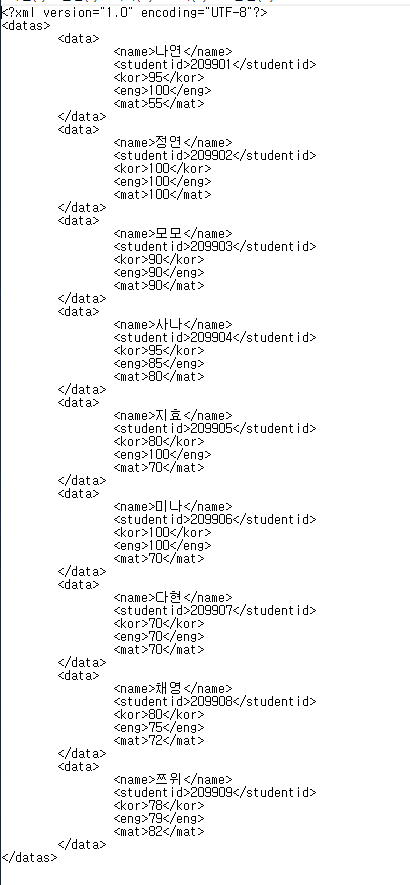 <?xml version="1.0" encoding="UTF-8"?>
<datas>
<data>
<name>나연</name>
<studentid>209901</studentid>
<kor>95</kor>
<eng>100</eng>
<mat>55</mat>
</data>
<data>
<name>정연</name>
<studentid>209902</studentid>
<kor>100</kor>
<eng>100</eng>
<mat>100</mat>
</data>
<data>
<name>모모</name>
<studentid>209903</studentid>
<kor>90</kor>
<eng>90</eng>
<mat>90</mat>
</data>
<data>
<name>사나</name>
<studentid>209904</studentid>
<kor>95</kor>
<eng>85</eng>
<mat>80</mat>
</data>
<data>
<name>지효</name>
<studentid>209905</studentid>
<kor>80</kor>
<eng>100</eng>
<mat>70</mat>
</data>
<data>
<name>미나</name>
<studentid>209906</studentid>
<kor>100</kor>
<eng>100</eng>
<mat>70</mat>
</data>
<data>
<name>다현</name>
<studentid>209907</studentid>
<kor>70</kor>
<eng>70</eng>
<mat>70</mat>
</data>
<data>
<name>채영</name>
<studentid>209908</studentid>
<kor>80</kor>
<eng>75</eng>
<mat>72</mat>
</data>
<data>
<name>쯔위</name>
<studentid>209909</studentid>
<kor>78</kor>
<eng>79</eng>
<mat>82</mat>
</data>
</datas>